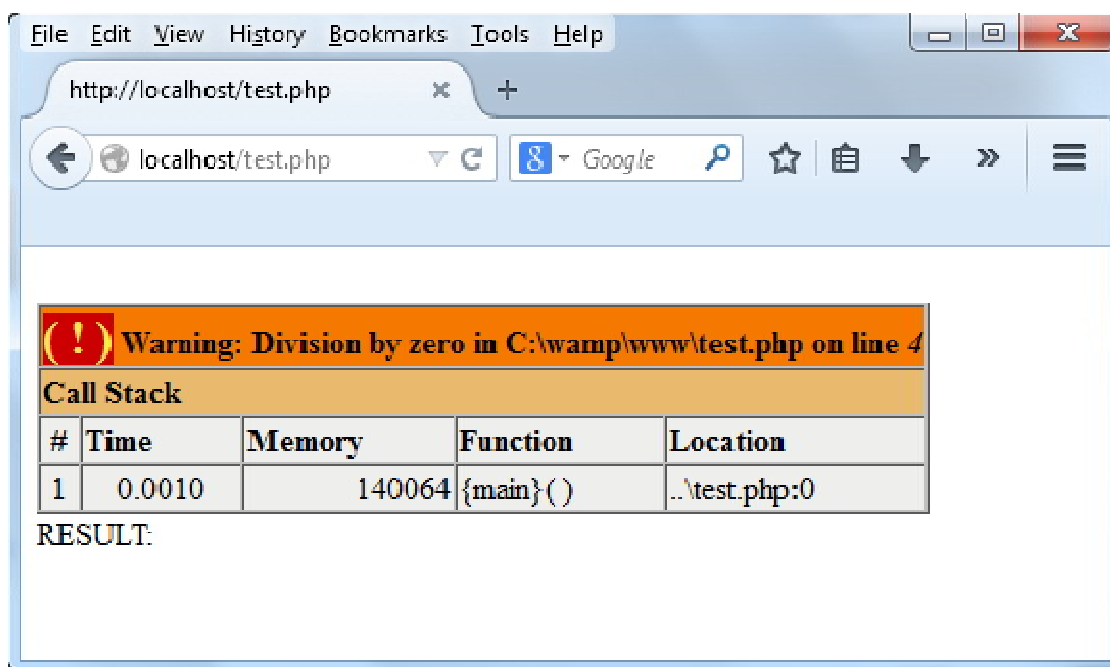 File Edit View History Bookmarks Tools Help
http://localhost/test.php
localhost/test.php 8 Google
( ! ) Warning: Division by zero in C:\wamp\www\test.php on line 4
Call Stack
# Time Memory Function Location
1 0.0010 140064 {main}( ) ..\test.php:0
RESULT: